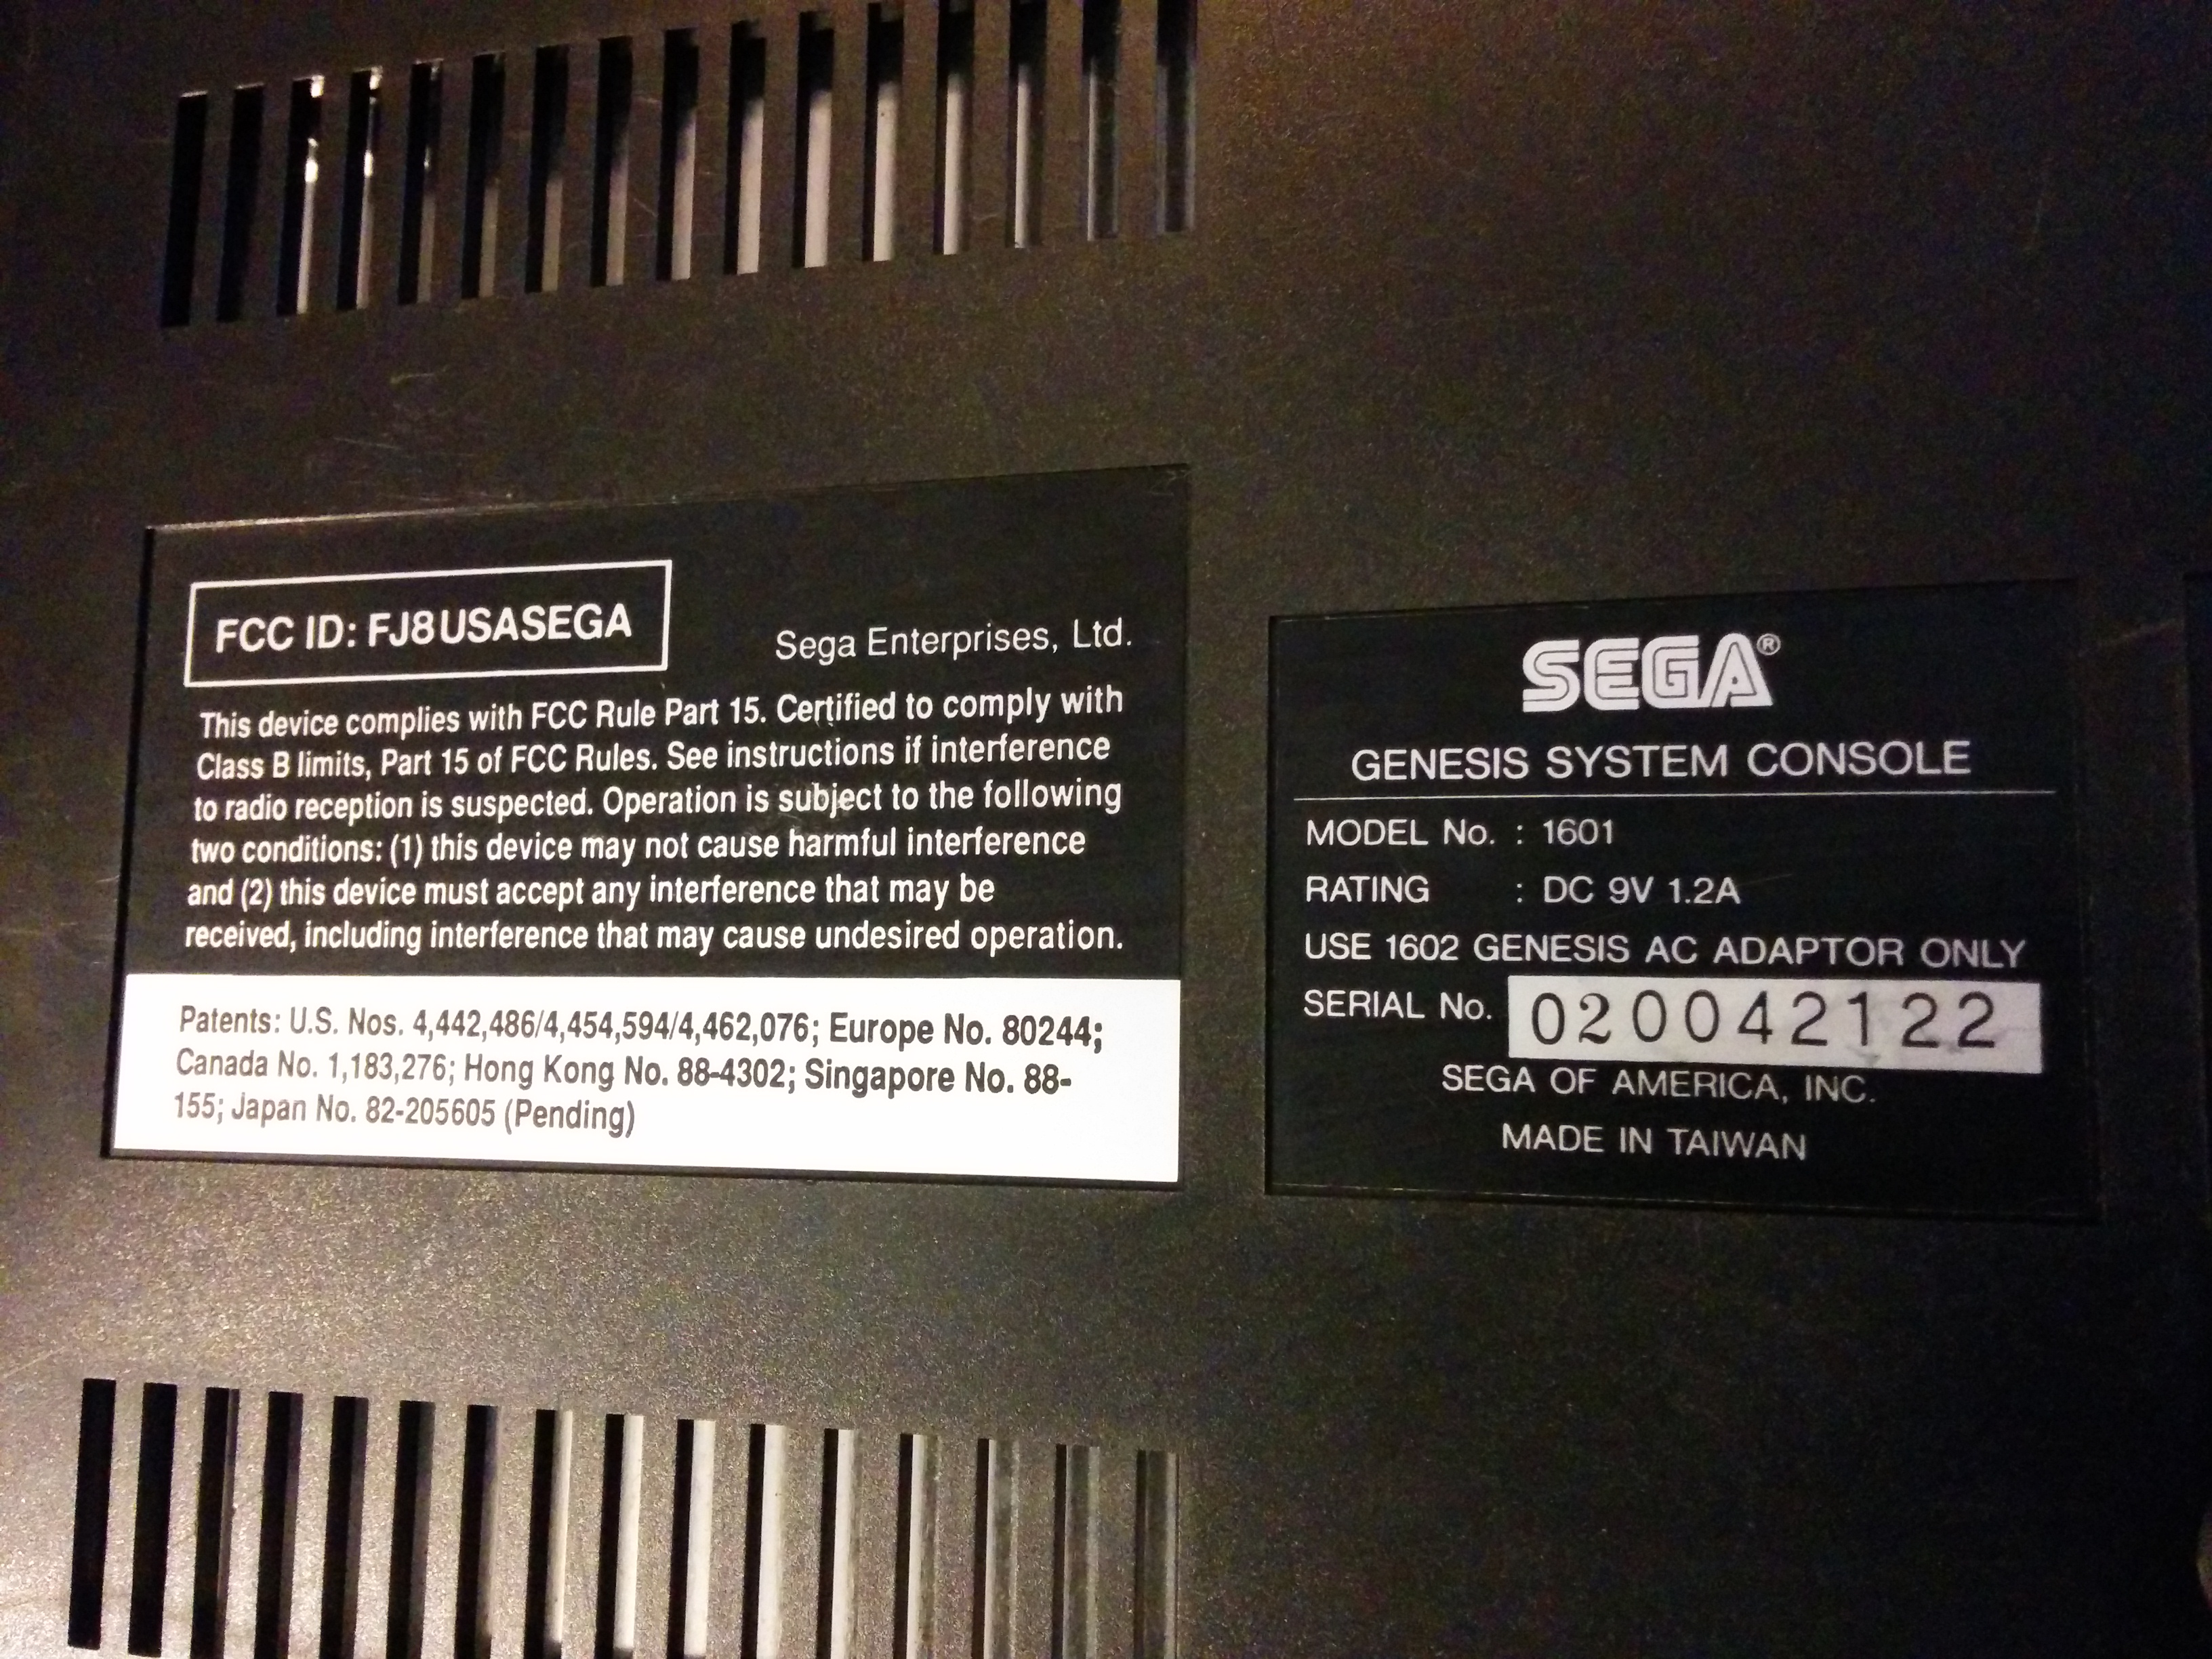 FCC ID: FJ8USASEGA
Sega Enterprises, Ltd.
This device complies with FCC Rule Part 15. Certified to comply with
Class B limits, Part 15 of FCC Rules. See instructions if interference
to radio reception is suspected. Operation is subject to the following
two conditions: (1) this device may not cause harmful interference
and (2) this device must accept any interference that may be
received, including interference that may cause undesired operation.
Patents: U.S. Nos. 4,442,486/4,454,594/4,462,076; Europe No. 80244;
Canada No. 1,183,276; Hong Kong No. 88-4302; Singapore No. 88-
155; Japan No. 82-205605 (Pending)
SEGA®
GENESIS SYSTEM CONSOLE
MODEL No. : 1601
RATING : DC 9V 1.2A
USE 1602 GENESIS AC ADAPTOR ONLY
SERIAL No. 020042122
SEGA OF AMERICA, INC.
MADE IN TAIWAN